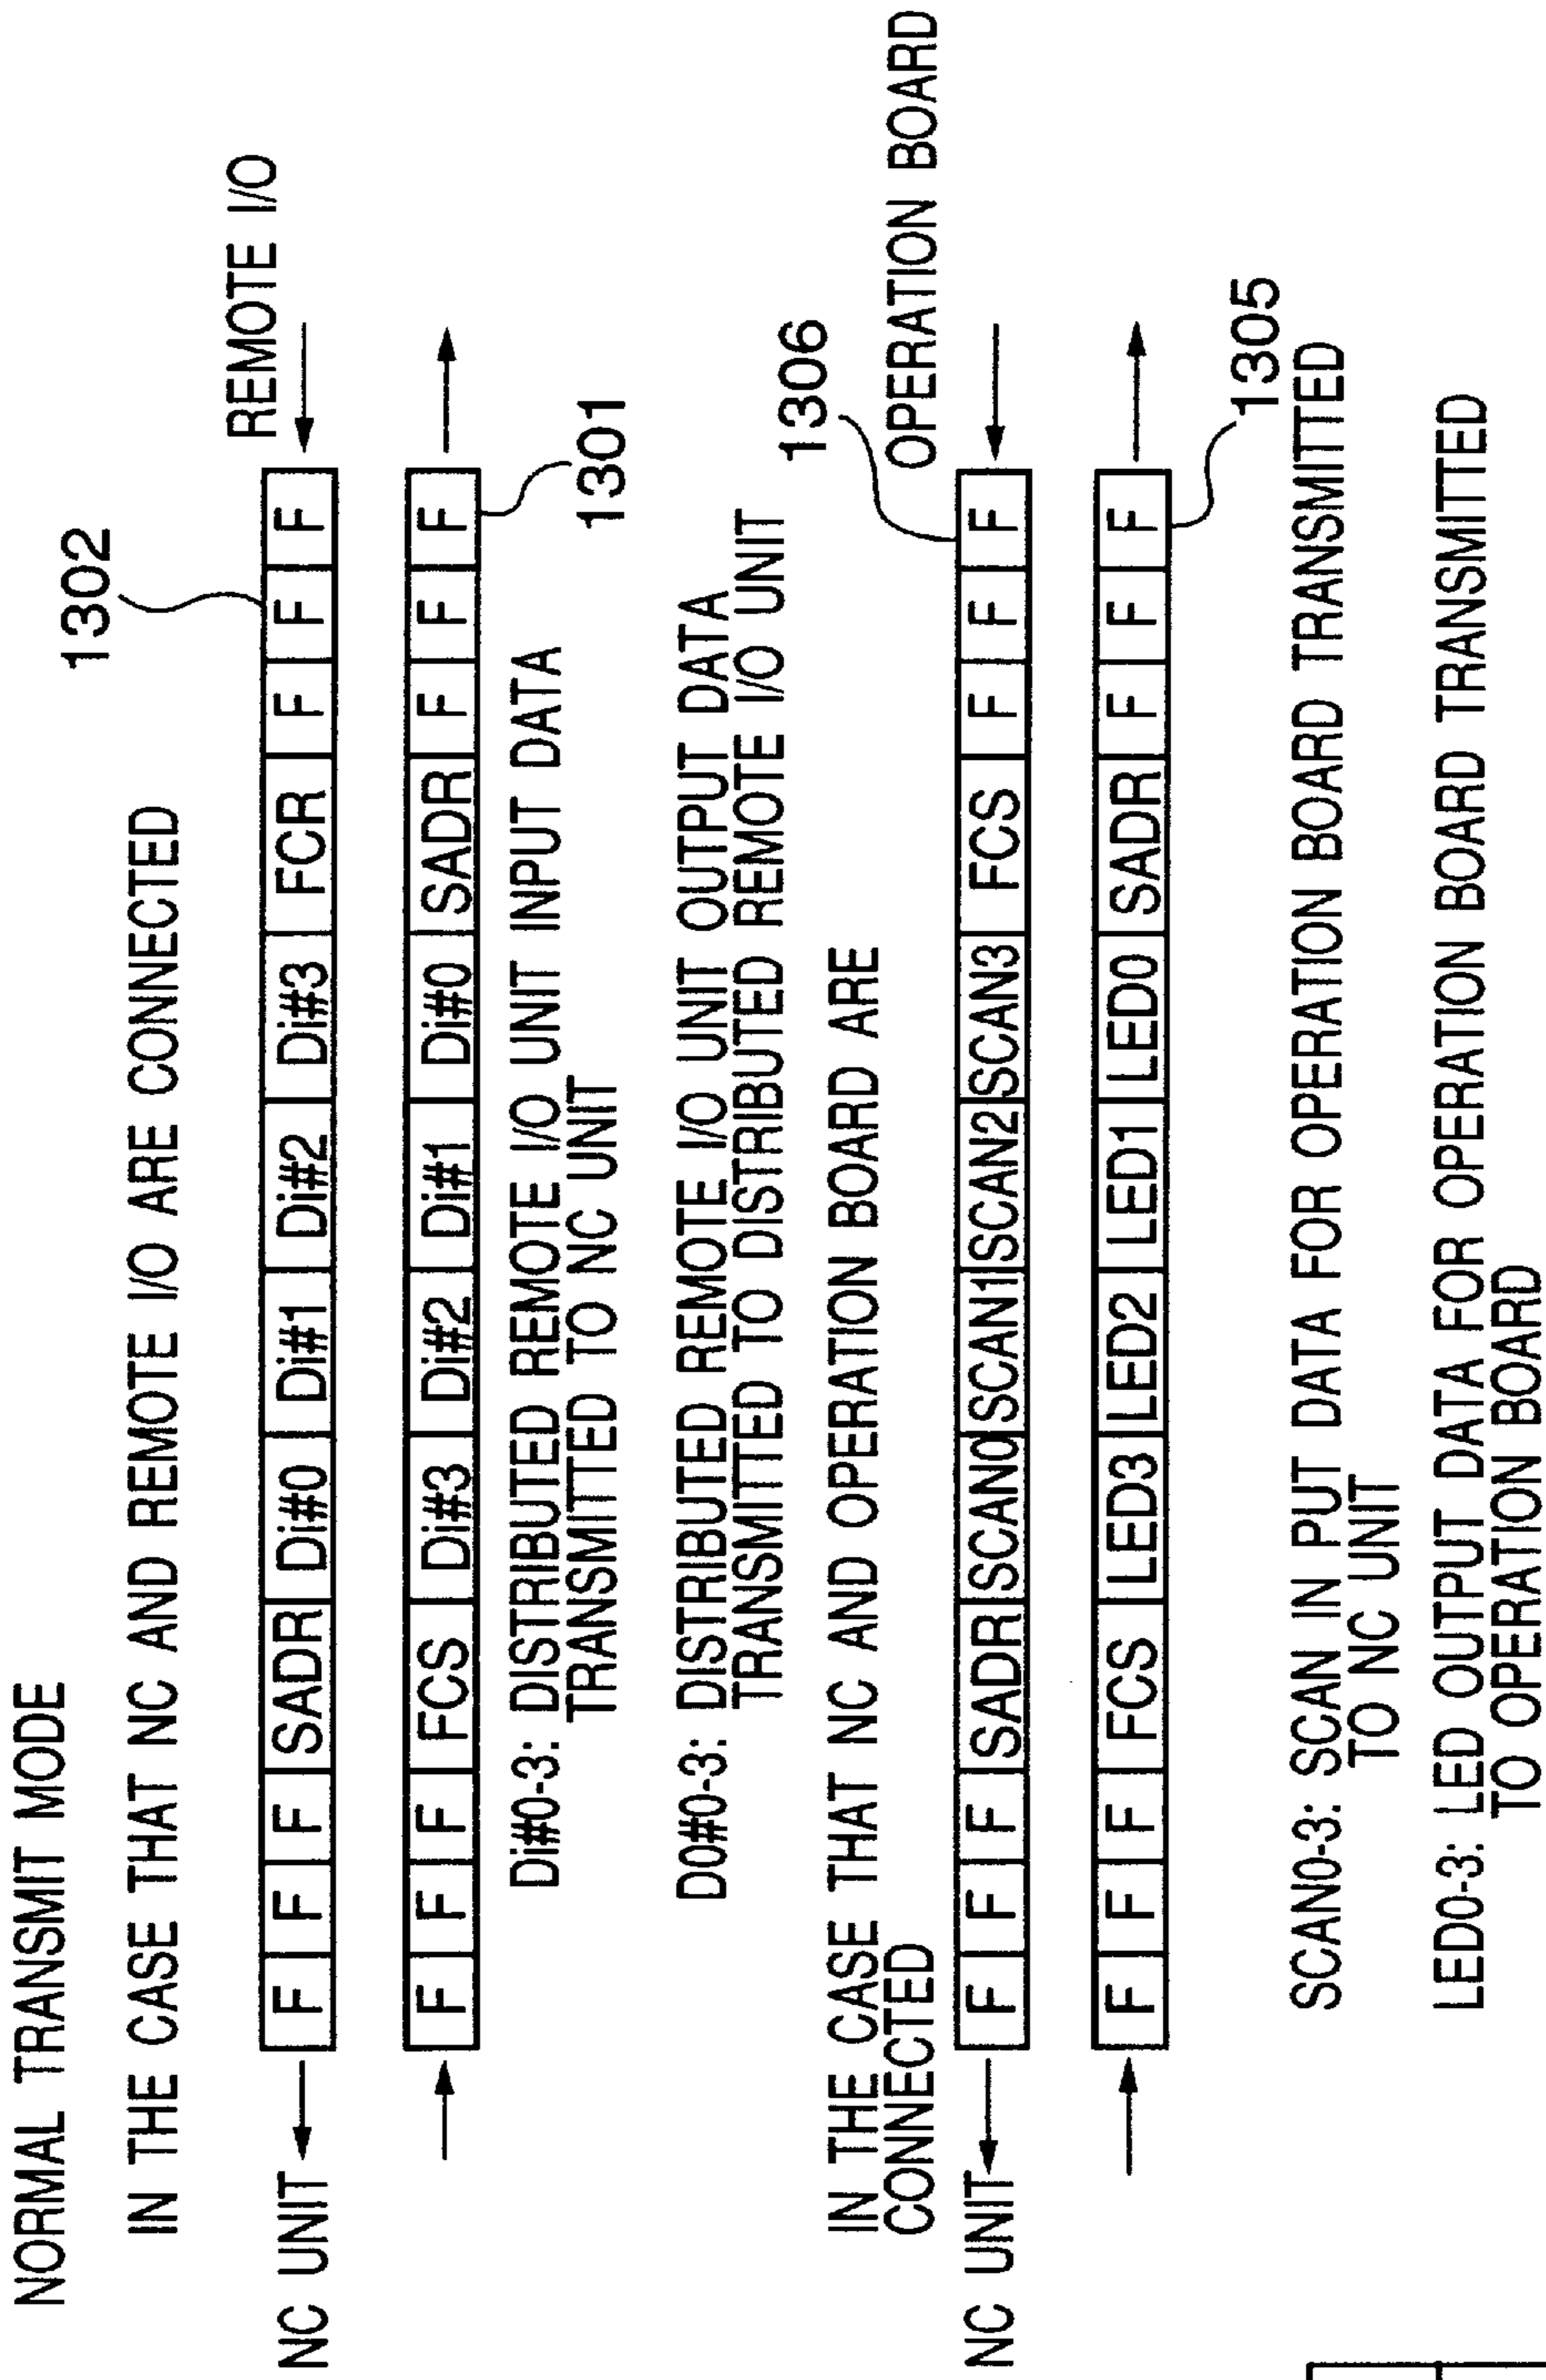 NORMAL TRANSMIT MODE
IN THE CASE THAT NC AND REMOTE I/O ARE CONNECTED
1302
REMOTE I/O
NC UNIT
F F F SADR Di#0 Di#1 Di#2 Di#3 FCR F F F
F F F FCS Di#3 Di#2 Di#1 Di#0 SADR F F F
1301
Di#0-3: DISTRIBUTED REMOTE I/O UNIT INPUT DATA
TRANSMITTED TO NC UNIT
D0#0-3: DISTRIBUTED REMOTE I/O UNIT OUTPUT DATA
TRANSMITTED TO DISTRIBUTED REMOTE I/O UNIT
IN THE CASE THAT NC AND OPERATION BOARD ARE
CONNECTED
1306
OPERATION BOARD
NC UNIT
F F F SADR SCAN0 SCAN1 SCAN2 SCAN3 FCS F F F
F F F FCS LED3 LED2 LED1 LED0 SADR F F F
1305
SCAN0-3: SCAN IN PUT DATA FOR OPERATION BOARD TRANSMITTED
TO NC UNIT
LED0-3: LED OUTPUT DATA FOR OPERATION BOARD TRANSMITTED
TO OPERATION BOARD